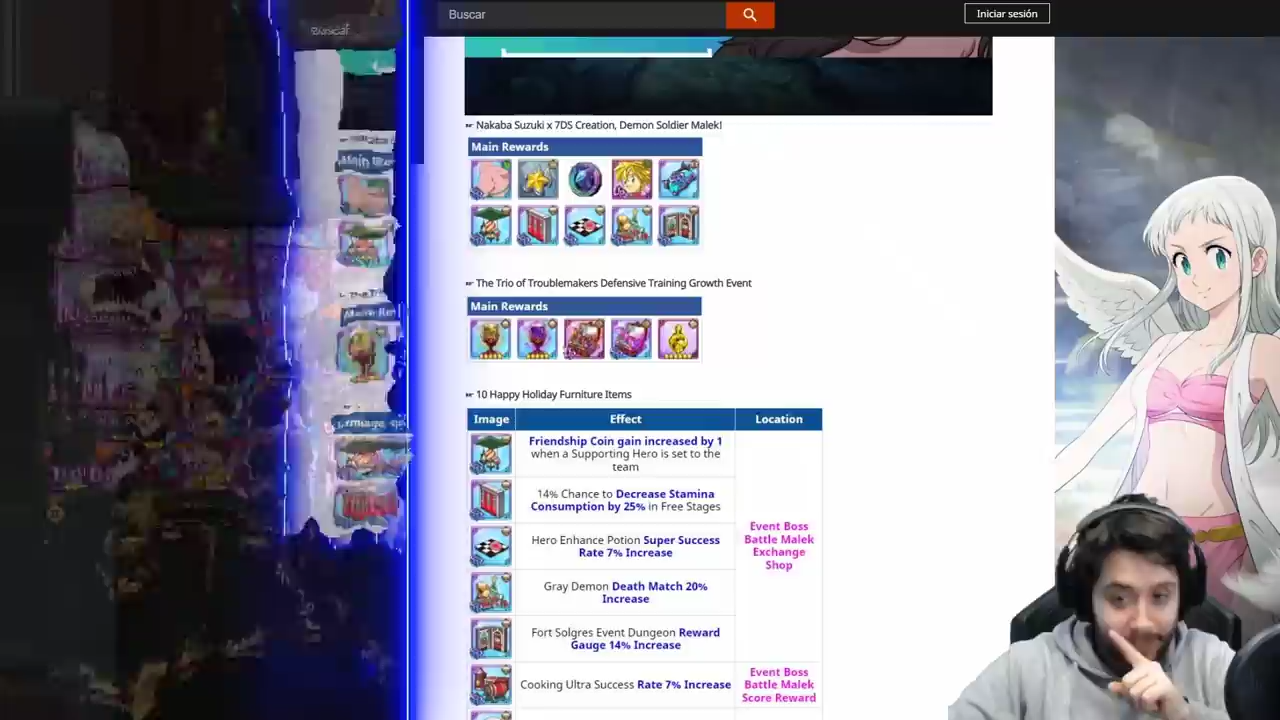 Buscar
Iniciar sesión
Nakaba Suzuki x 7DS Creation, Demon Soldier Malek!
Main Rewards
The Trio of Troublemakers Defensive Training Growth Event
Main Rewards
10 Happy Holiday Furniture Items
Image Effect Location
Friendship Coin gain increased by 1
when a Supporting Hero is set to the
team
14% Chance to Decrease Stamina
Consumption by 25% in Free Stages
Hero Enhance Potion Super Success
Rate 7% Increase
Gray Demon Death Match 20%
Increase
Fort Solgres Event Dungeon Reward
Gauge 14% Increase
Event Boss
Battle Malek
Exchange
Shop
Cooking Ultra Success Rate 7% Increase
Event Boss
Battle Malek
Score Reward